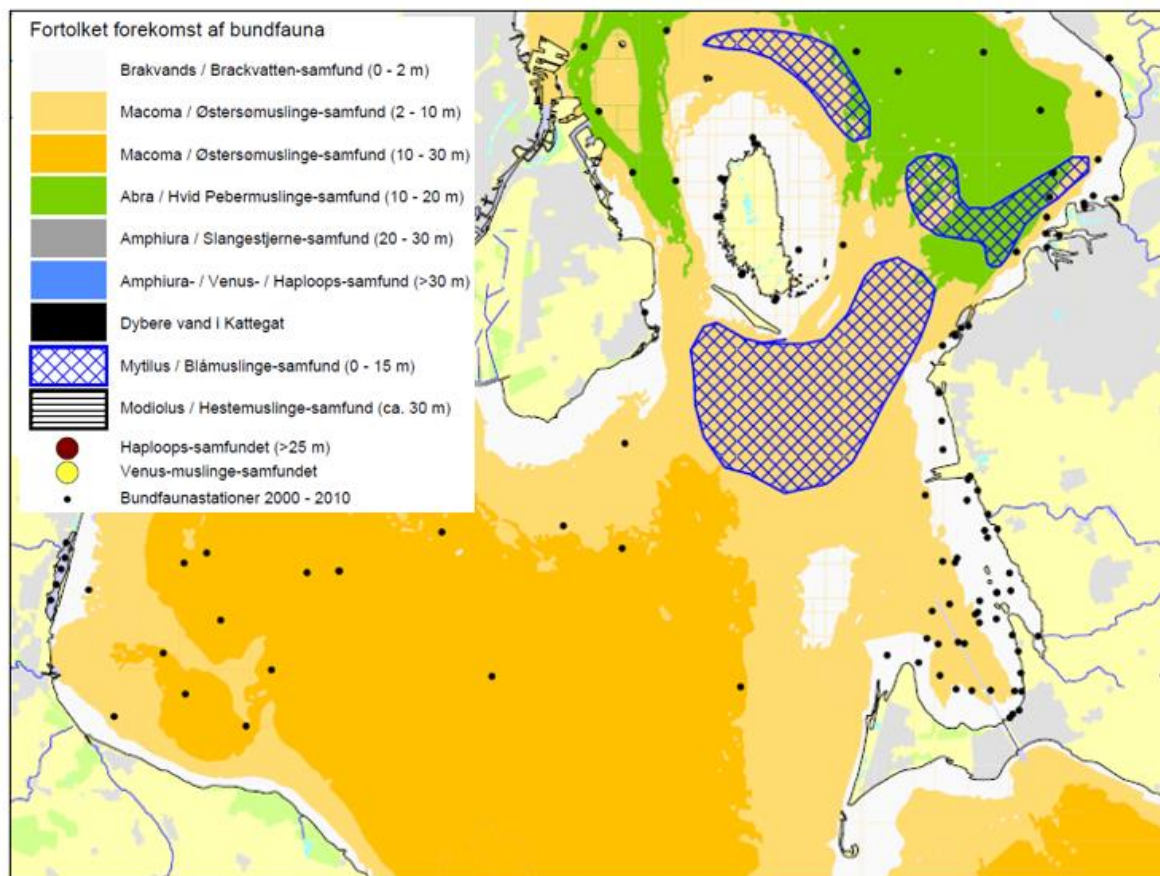 Fortolket forekomst af bundfauna
Brakvands / Brackvatten-samfund (0 - 2 m)
Macoma / Østersømuslinge-samfund (2 - 10 m)
Macoma / Østersømuslinge-samfund (10 - 30 m)
Abra / Hvid Pebermuslinge-samfund (10 - 20 m)
Amphiura / Slangestjerne-samfund (20 - 30 m)
Amphiura- / Venus- / Haploops-samfund (>30 m)
Dybere vand i Kattegat
Mytilus / Blåmuslinge-samfund (0 - 15 m)
Modiolus / Hestemuslinge-samfund (ca. 30 m)
Haploops-samfundet (>25 m)
Venus-muslinge-samfundet
Bundfaunastationer 2000 - 2010